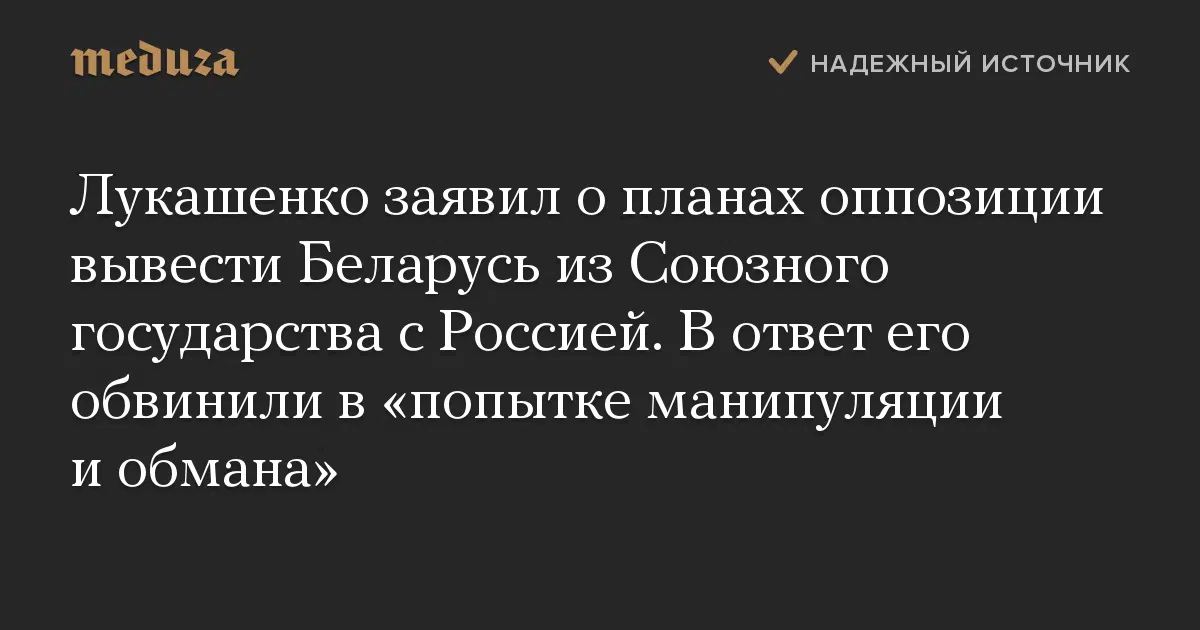 meduza
НАДЕЖНЫЙ ИСТОЧНИК
Лукашенко заявил о планах оппозиции
вывести Беларусь из Союзного
государства с Россией. В ответ его
обвинили в «попытке манипуляции
и обмана»